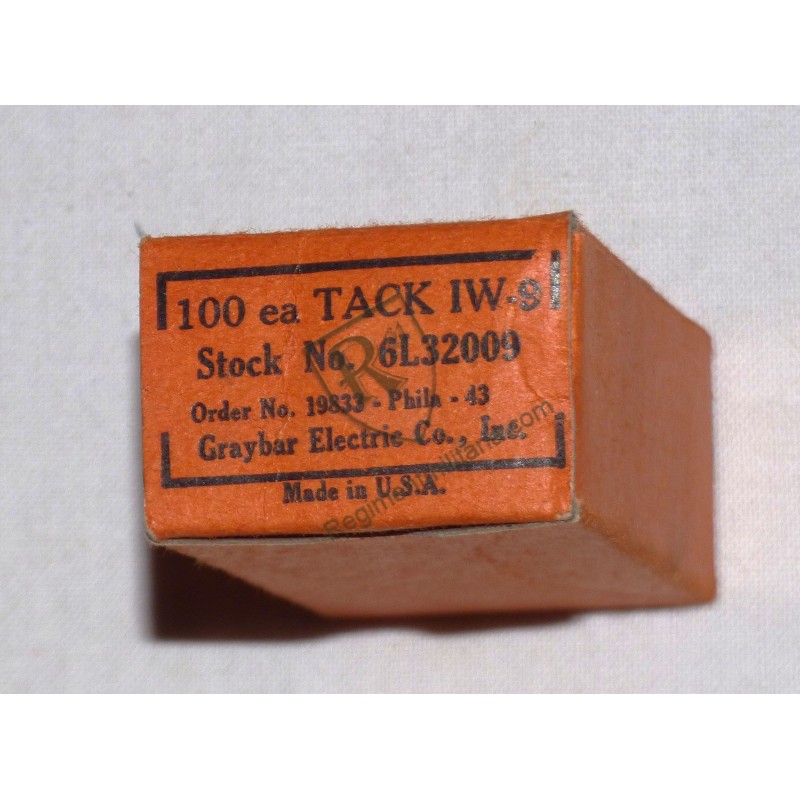 100 ea TACK IW-9
Stock No. 6L32009
Order No. 19833 - Phila - 43
Graybar Electric Co., Inc.
Made in U.S.A.
R